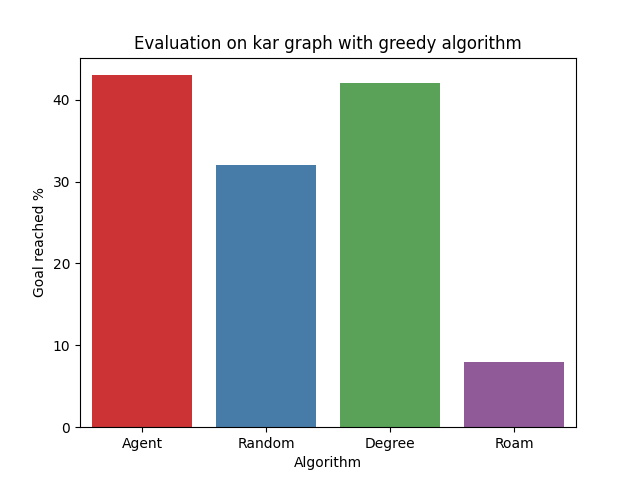 Evaluation on kar graph with greedy algorithm
Goal reached %
40
30
20
10
0
Agent Random Degree Roam
Algorithm